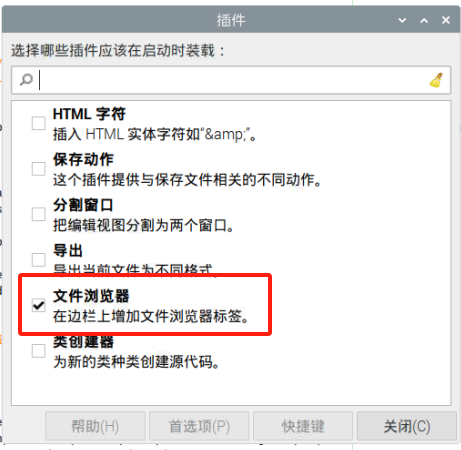 插件
选择哪些插件应该在启动时装载：
HTML 字符
插入 HTML 实体字符如“&amp;”。
保存动作
这个插件提供与保存文件相关的不同动作。
分割窗口
把编辑视图分割为两个窗口。
导出
导出当前文件为不同格式。
文件浏览器
在边栏上增加文件浏览器标签。
类创建器
为新的类种类创建源代码。
帮助(H)
首选项(P)
快捷键
关闭(C)